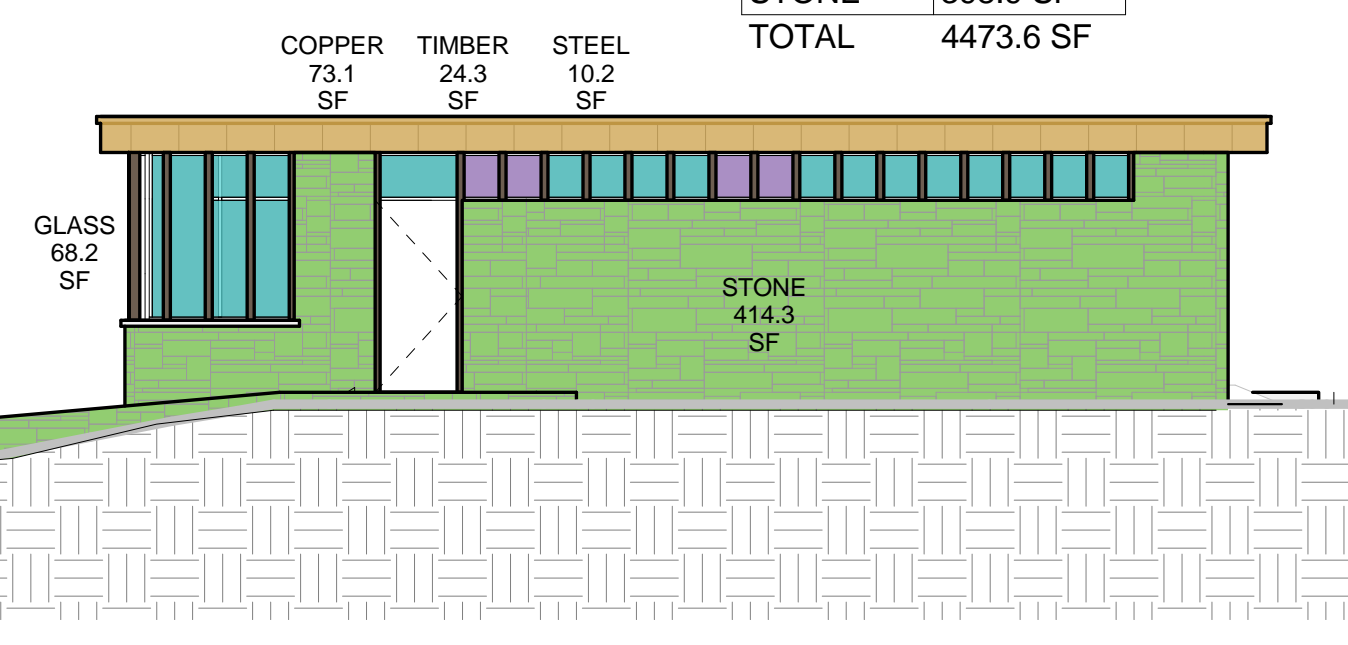 TOTAL 4473.6 SF
COPPER
73.1
SF
TIMBER
24.3
SF
STEEL
10.2
SF
GLASS
68.2
SF
STONE
414.3
SF